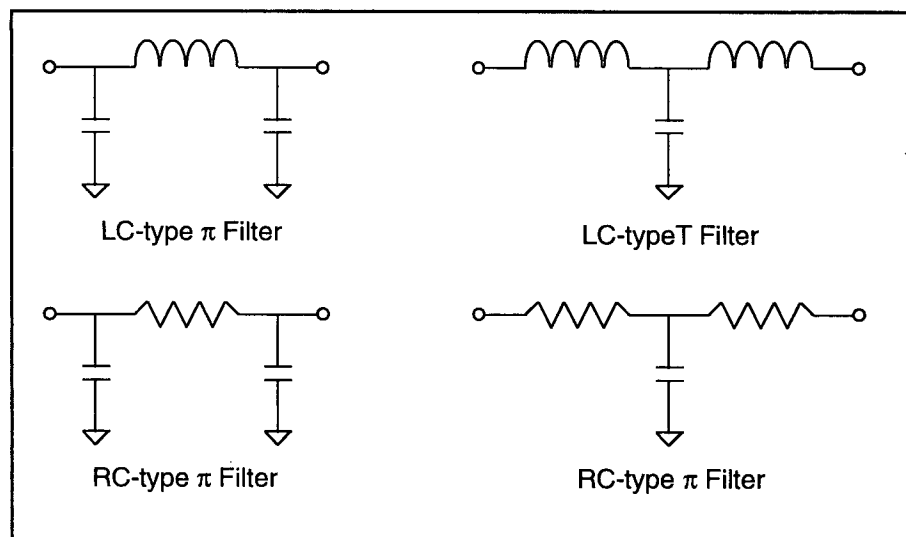 LC-type π Filter
LC-typeT Filter
RC-type π Filter
RC-type π Filter